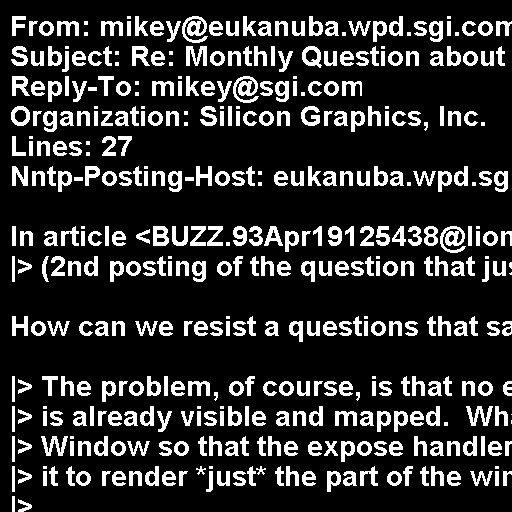 From: mikey@eukanuba.wpd.sgi.com
Subject: Re: Monthly Question about
Reply-To: mikey@sgi.com
Organization: Silicon Graphics, Inc.
Lines: 27
Nntp-Posting-Host: eukanuba.wpd.sg
In article <BUZZ.93Apr19125438@lion
|> (2nd posting of the question that jus
How can we resist a questions that sa
|> The problem, of course, is that no e
|> is already visible and mapped.  Wha
|> Window so that the expose handler
|> it to render *just* the part of the win
|>